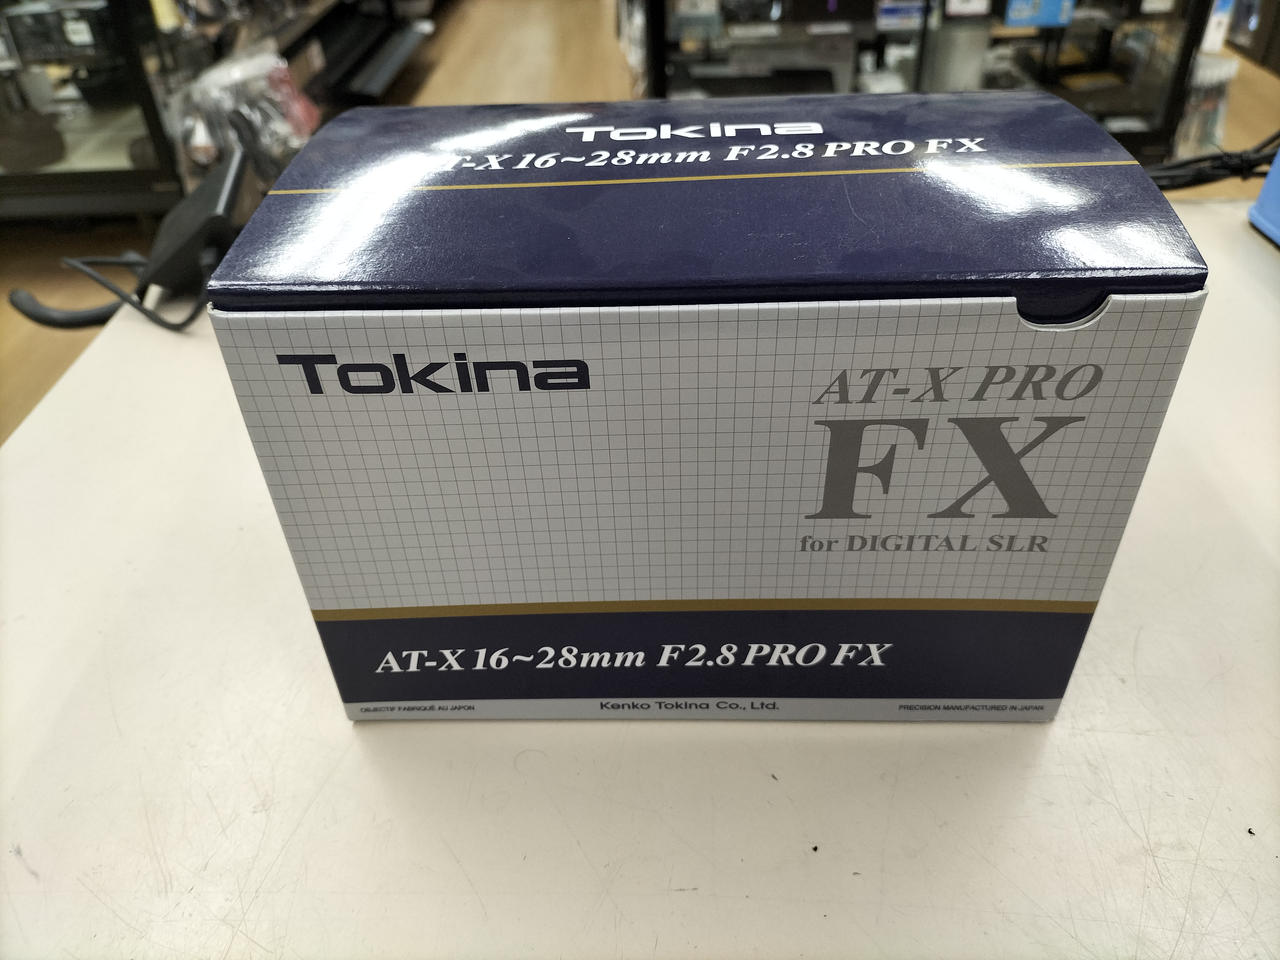 Tokina
AT-X 16~28mm F2.8 PRO FX
Tokina
AT-X PRO
FX
for DIGITAL SLR
AT-X 16~28mm F2.8 PRO FX
OBJECTIF FABRIQUÉ AU JAPON
Kenko Tokina Co., Ltd.
PRECISION MANUFACTURED IN JAPAN